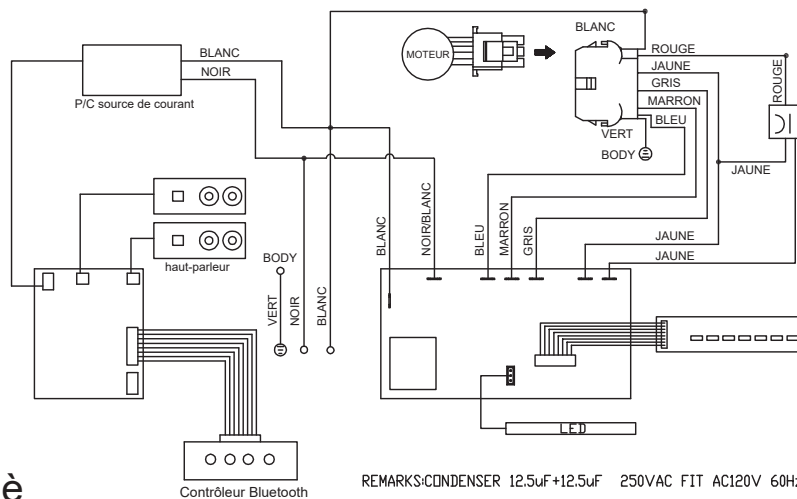 BLANC
MOTEUR
ROUGE
BLANC
JAUNE
NOIR
GRIS
ROUGE
P/C source de courant
MARRON
BLEU
VERT
BODY
JAUNE
BLANC
NOIR/BLANC
BLEU
MARRON
GRIS
JAUNE
JAUNE
haut-parleur
BODY
VERT
NOIR
BLANC
LED
è
Contrôleur Bluetooth
REMARKS:CONDENSER 12.5uF+12.5uF 250VAC FIT AC120V 60Hz